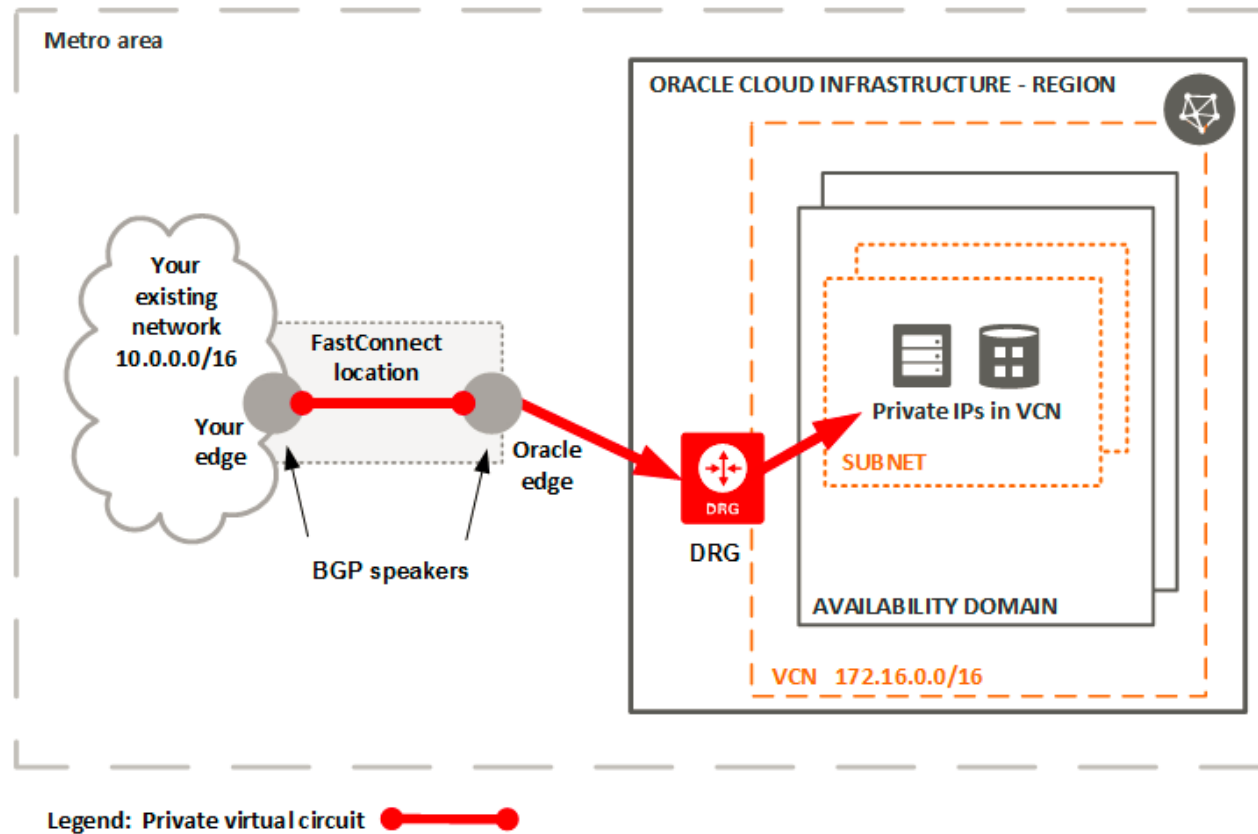 Metro area
ORACLE CLOUD INFRASTRUCTURE - REGION
Your
existing
network
10.0.0.0/16
FastConnect
location
Your
edge
Oracle
edge
BGP speakers
DRG
DRG
Private IPs in VCN
SUBNET
AVAILABILITY DOMAIN
VCN 172.16.0.0/16
Legend: Private virtual circuit